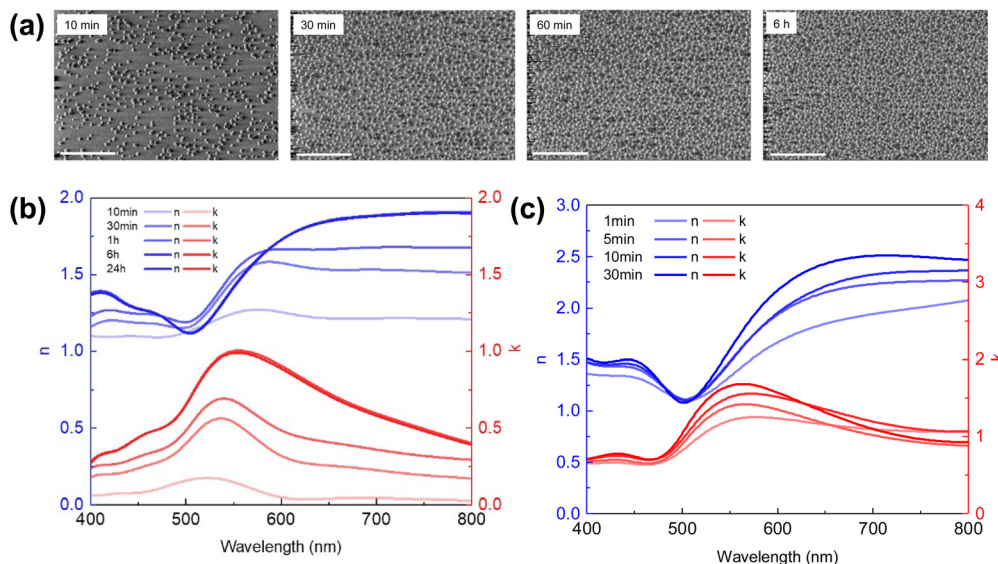 (a)
10 min
30 min
60 min
6 h
(b)
2.0
1.5
1.0
0.5
0.0
n
10min n k
30min n k
1h n k
6h n k
24h n k
2.0
1.5
1.0
0.5
0.0
k
400 500 600 700 800
Wavelength (nm)
(c)
3.0
2.5
2.0
1.5
1.0
0.5
0.0
n
1min n k
5min n k
10min n k
30min n k
4
3
2
1
0
k
400 500 600 700 800
Wavelength (nm)